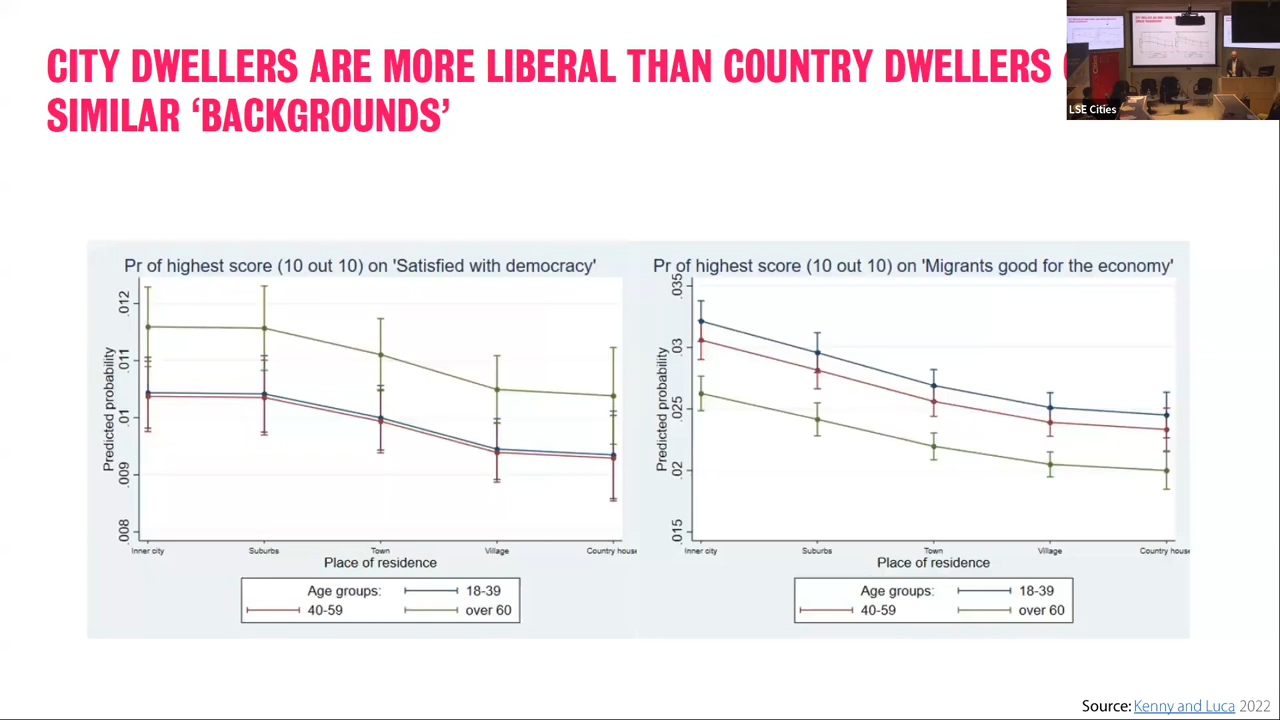 CITY DWELLERS ARE MORE LIBERAL THAN COUNTRY DWELLERS
SIMILAR ‘BACKGROUNDS’
LSE Cities
Pr of highest score (10 out 10) on 'Satisfied with democracy'
Predicted probability
.012
.011
.01
.009
.008
Inner city Suburbs Town Village Country house
Place of residence
Age groups: 18-39
40-59 over 60
Pr of highest score (10 out 10) on 'Migrants good for the economy'
Predicted probability
.035
.03
.025
.02
.015
Inner city Suburbs Town Village Country house
Place of residence
Age groups: 18-39
40-59 over 60
Source: Kenny and Luca 2022